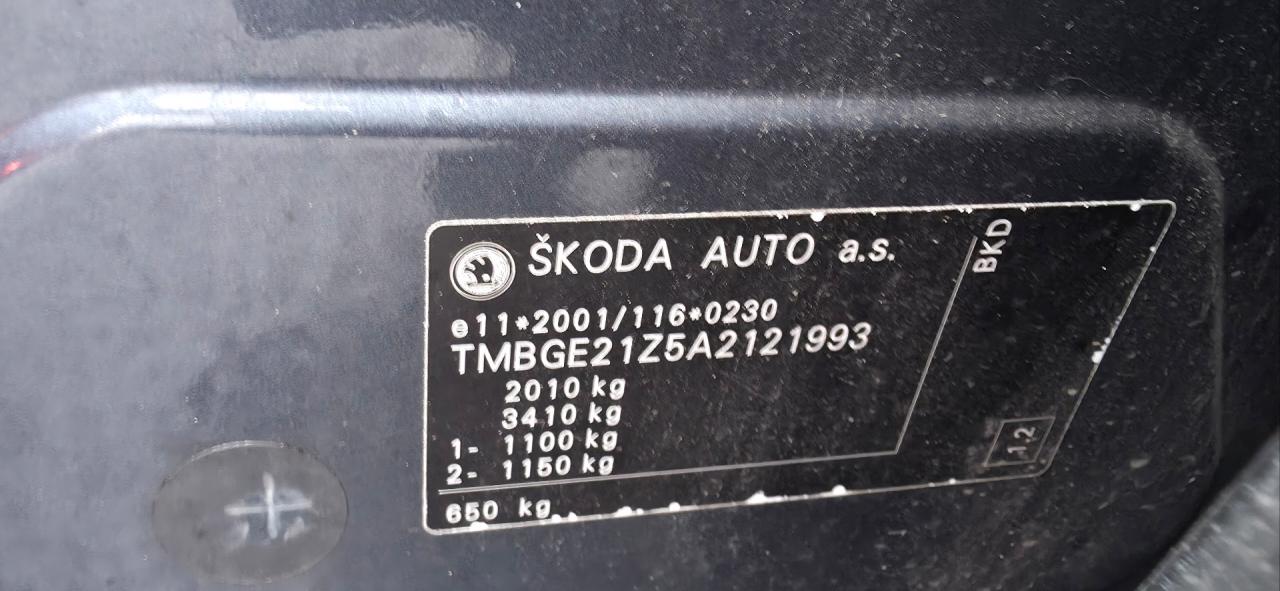 ŠKODA AUTO a.s.
BKD
e11*2001/116*0230
TMBGE21Z5A2121993
2010 kg
3410 kg
1- 1100 kg
2- 1150 kg
650 kg
12